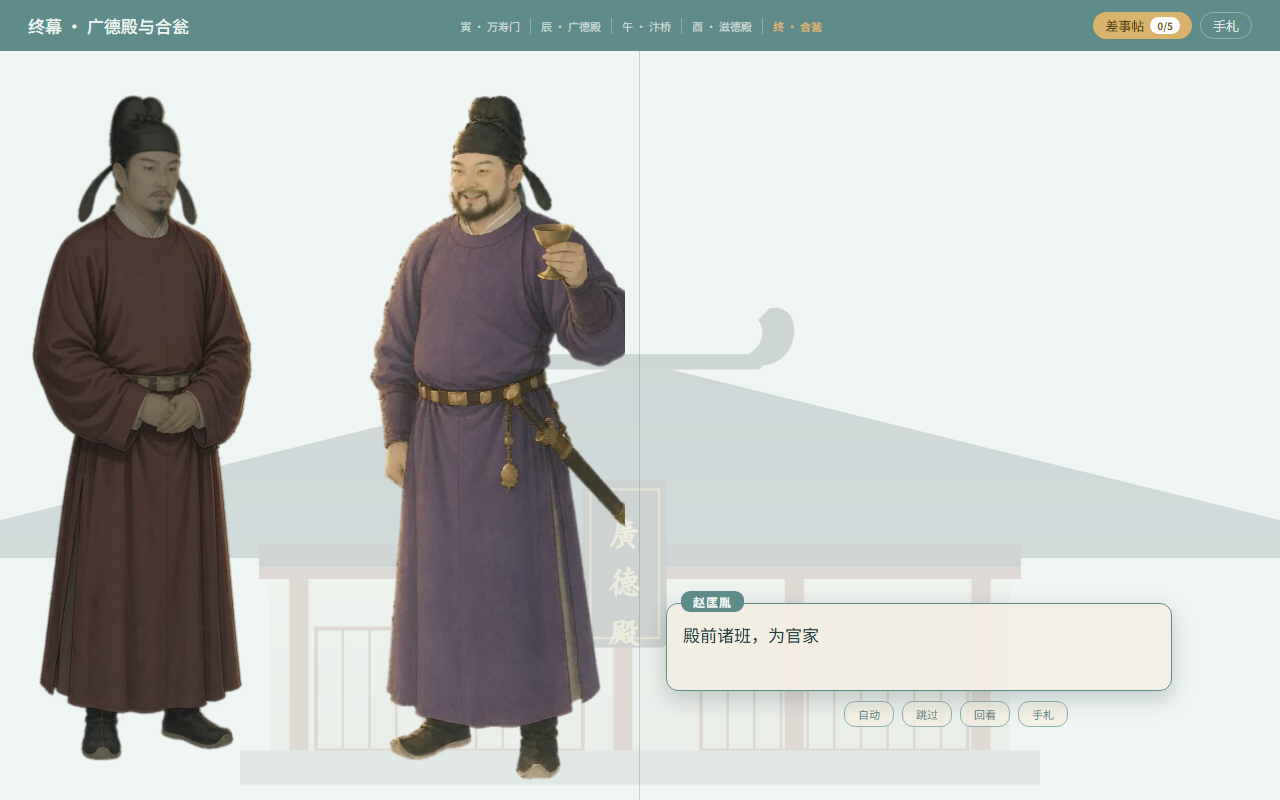 终幕 · 广德殿与合瓮
寅 · 万寿门
辰 · 广德殿
午 · 汴桥
酉 · 滋德殿
终 · 合瓮
差事帖 0/5
手札
廣德殿
赵匡胤
殿前诸班，为官家
自动
跳过
回看
手札